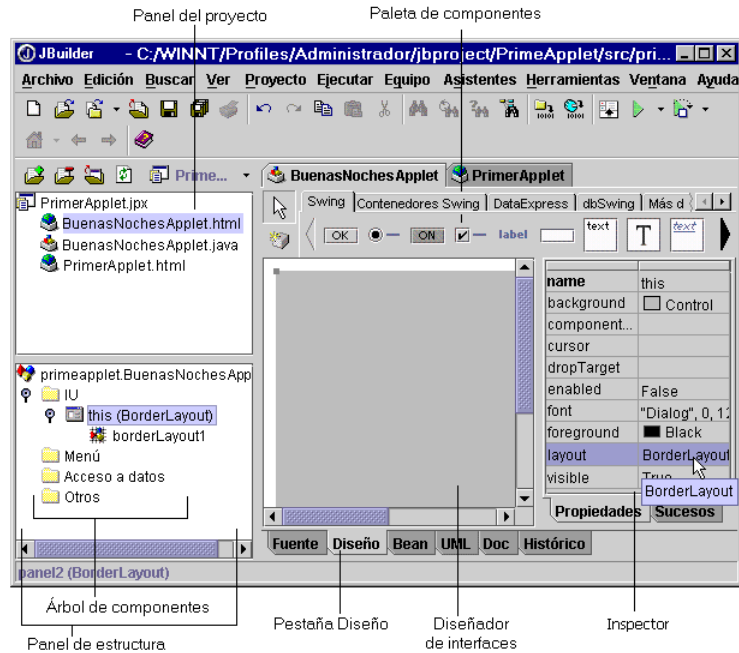 Panel del proyecto
Paleta de componentes
JBuilder - C:/WINNT/Profiles/Administrador/jbproject/PrimeApplet/src/pri...
Archivo Edición Buscar Ver Proyecto Ejecutar Equipo Asistentes Herramientas Ventana Ayuda
Prime...
BuenasNochesApplet
PrimerApplet
PrimerApplet.jpx
BuenasNochesApplet.html
BuenasNochesApplet.java
PrimerApplet.html
Swing
Contenedores Swing
DataExpress
dbSwing
Más d
OK
ON
label
text
T
text
name this
background Control
component...
cursor
dropTarget
enabled False
font "Dialog", 0, 12
foreground Black
layout BorderLayout
visible True
BorderLayout
Propiedades
Sucesos
primeapplet.BuenasNochesApp
IU
this (BorderLayout)
borderLayout1
Menú
Acceso a datos
Otros
Fuente Diseño Bean UML Doc Histórico
panel2 (BorderLayout)
Árbol de componentes
Panel de estructura
Pestaña Diseño
Diseñador
de interfaces
Inspector